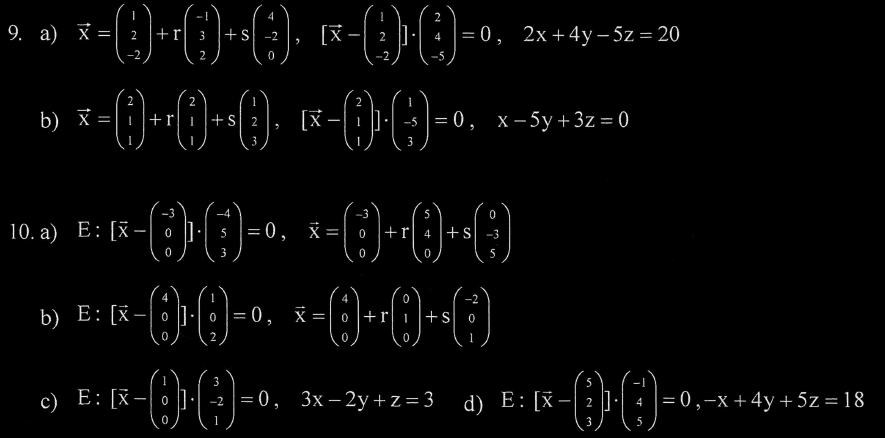 9. a) $\vec{x} = \begin{pmatrix} 1 \\ 2 \\ -2 \end{pmatrix} + r \begin{pmatrix} -1 \\ 3 \\ 2 \end{pmatrix} + s \begin{pmatrix} 4 \\ -2 \\ 0 \end{pmatrix}, \; [\vec{x} - \begin{pmatrix} 1 \\ 2 \\ -2 \end{pmatrix}] \cdot \begin{pmatrix} 2 \\ 4 \\ -5 \end{pmatrix} = 0, \; 2x + 4y - 5z = 20$
b) $\vec{x} = \begin{pmatrix} 2 \\ 1 \\ 1 \end{pmatrix} + r \begin{pmatrix} 2 \\ 1 \\ 1 \end{pmatrix} + s \begin{pmatrix} 1 \\ 2 \\ 3 \end{pmatrix}, \; [\vec{x} - \begin{pmatrix} 2 \\ 1 \\ 1 \end{pmatrix}] \cdot \begin{pmatrix} 1 \\ -5 \\ 3 \end{pmatrix} = 0, \; x - 5y + 3z = 0$
10. a) $E: [\vec{x} - \begin{pmatrix} -3 \\ 0 \\ 0 \end{pmatrix}] \cdot \begin{pmatrix} -4 \\ 5 \\ 3 \end{pmatrix} = 0, \; \vec{x} = \begin{pmatrix} -3 \\ 0 \\ 0 \end{pmatrix} + r \begin{pmatrix} 5 \\ 4 \\ 0 \end{pmatrix} + s \begin{pmatrix} 0 \\ -3 \\ 5 \end{pmatrix}$
b) $E: [\vec{x} - \begin{pmatrix} 4 \\ 0 \\ 0 \end{pmatrix}] \cdot \begin{pmatrix} 1 \\ 0 \\ 2 \end{pmatrix} = 0, \; \vec{x} = \begin{pmatrix} 4 \\ 0 \\ 0 \end{pmatrix} + r \begin{pmatrix} 0 \\ 1 \\ 0 \end{pmatrix} + s \begin{pmatrix} -2 \\ 0 \\ 1 \end{pmatrix}$
c) $E: [\vec{x} - \begin{pmatrix} 1 \\ 0 \\ 0 \end{pmatrix}] \cdot \begin{pmatrix} 3 \\ -2 \\ 1 \end{pmatrix} = 0, \; 3x - 2y + z = 3$ d) $E: [\vec{x} - \begin{pmatrix} 5 \\ 2 \\ 3 \end{pmatrix}] \cdot \begin{pmatrix} -1 \\ 4 \\ 5 \end{pmatrix} = 0, -x + 4y + 5z = 18$